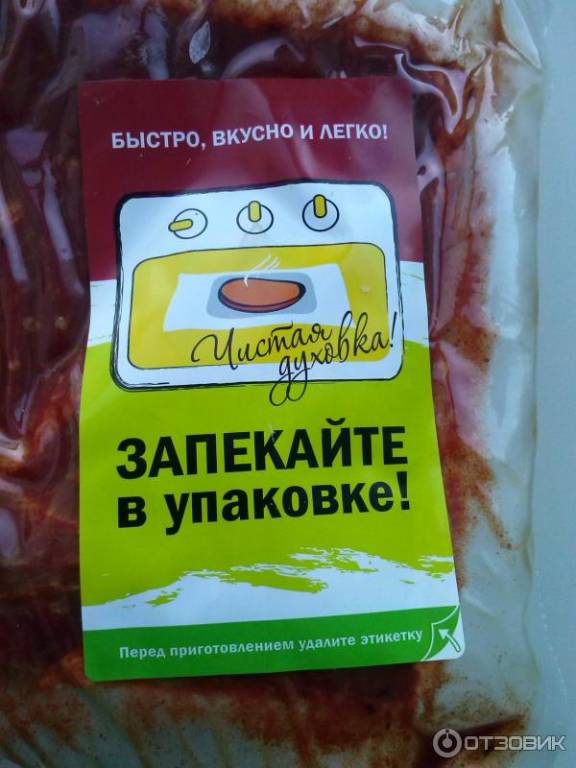 БЫСТРО, ВКУСНО И ЛЕГКО!
Чистая
духовка!
ЗАПЕКАЙТЕ
в упаковке!
Перед приготовлением удалите этикетку
ОТЗОВИК